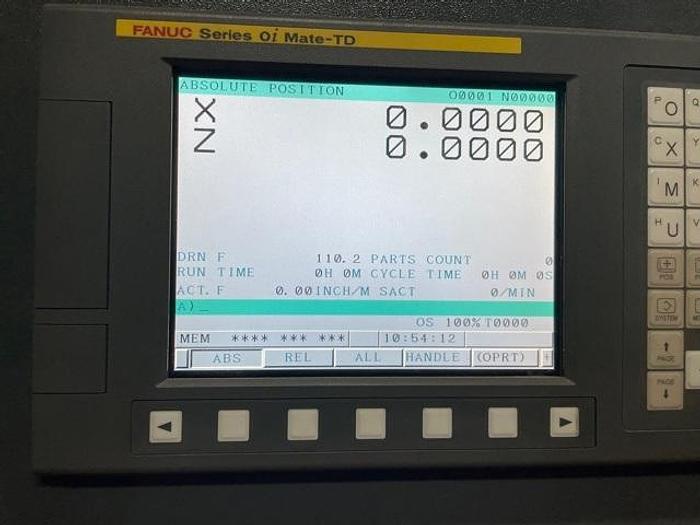 FANUC Series 0i Mate-TD
ABSOLUTE POSITION O0001 N00000
X 0.0000
Z 0.0000
DRN F 110.2 PARTS COUNT 0
RUN TIME 0H 0M CYCLE TIME 0H 0M 0S
ACT.F 0.00INCH/M SACT 0/MIN
A)_
OS 100% T0000
MEM **** *** *** 10:54:12
ABS REL ALL HANDLE (OPRT) +
P O
C X Y
I M K
H U V
POS
SYSTEM
PAGE
PAGE